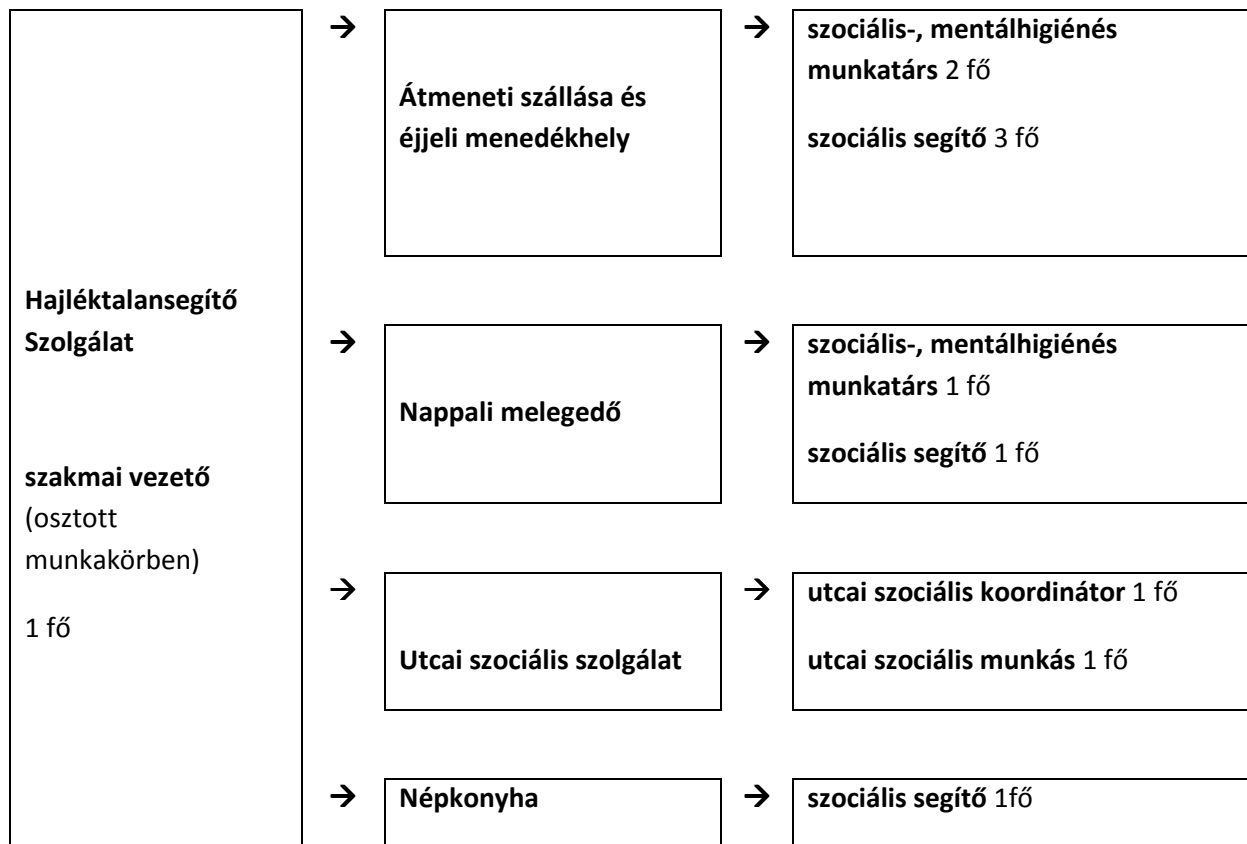 Hajléktalansegítő
Szolgálat
szakmai vezető
(osztott
munkakörben)
1 fő
→
Átmeneti szállása és
éjjeli menedékhely
→
szociális-, mentálhigiénés
munkatárs 2 fő
szociális segítő 3 fő
→
Nappali melegedő
→
szociális-, mentálhigiénés
munkatárs 1 fő
szociális segítő 1 fő
→
Utcai szociális szolgálat
→
utcai szociális koordinátor 1 fő
utcai szociális munkás 1 fő
→
Népkonyha
→
szociális segítő 1fő